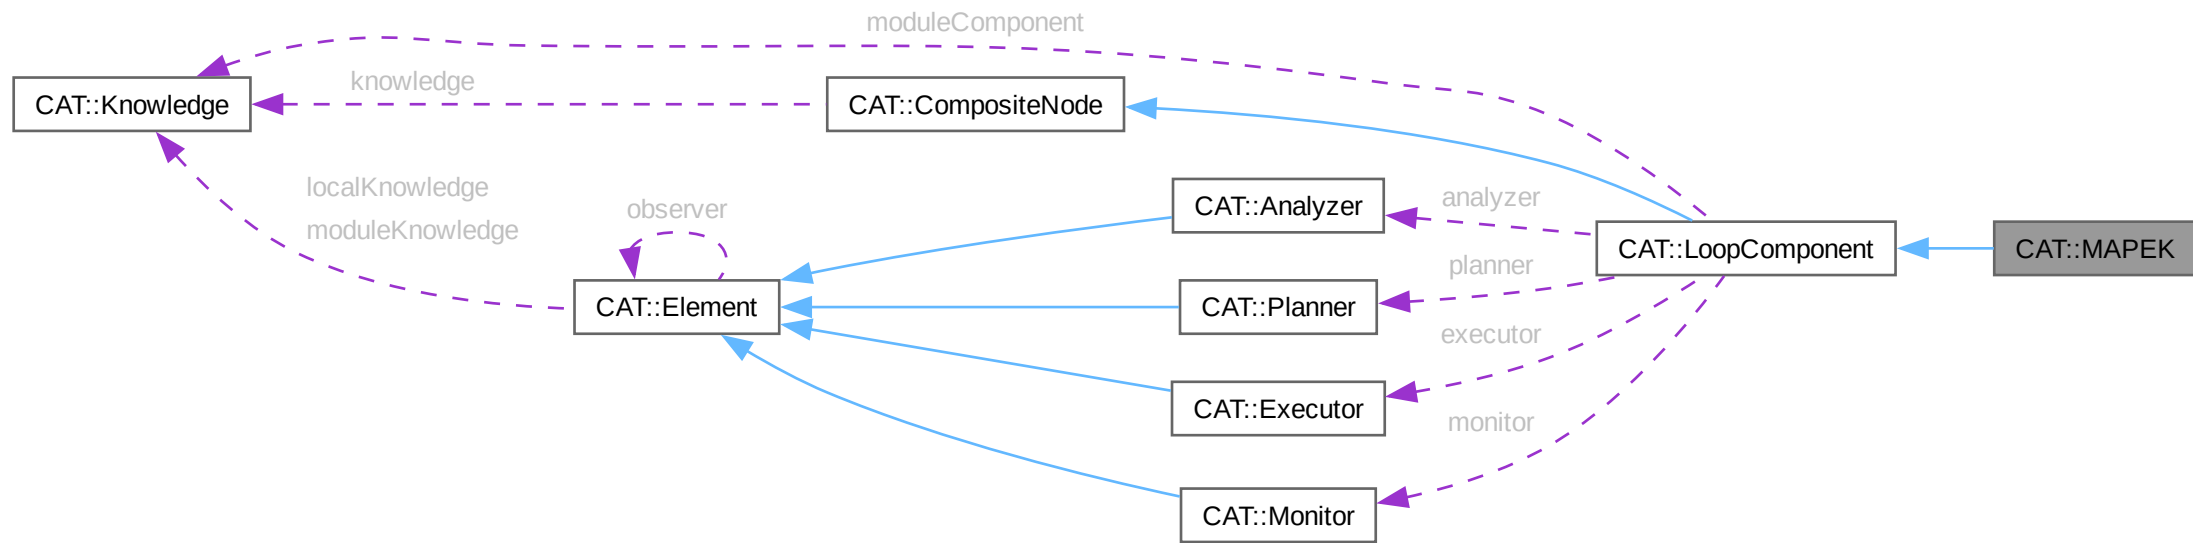 moduleComponent
knowledge
CAT::Knowledge
CAT::CompositeNode
localKnowledge
moduleKnowledge
observer
CAT::Analyzer
analyzer
CAT::LoopComponent
CAT::MAPEK
planner
CAT::Element
CAT::Planner
executor
CAT::Executor
monitor
CAT::Monitor